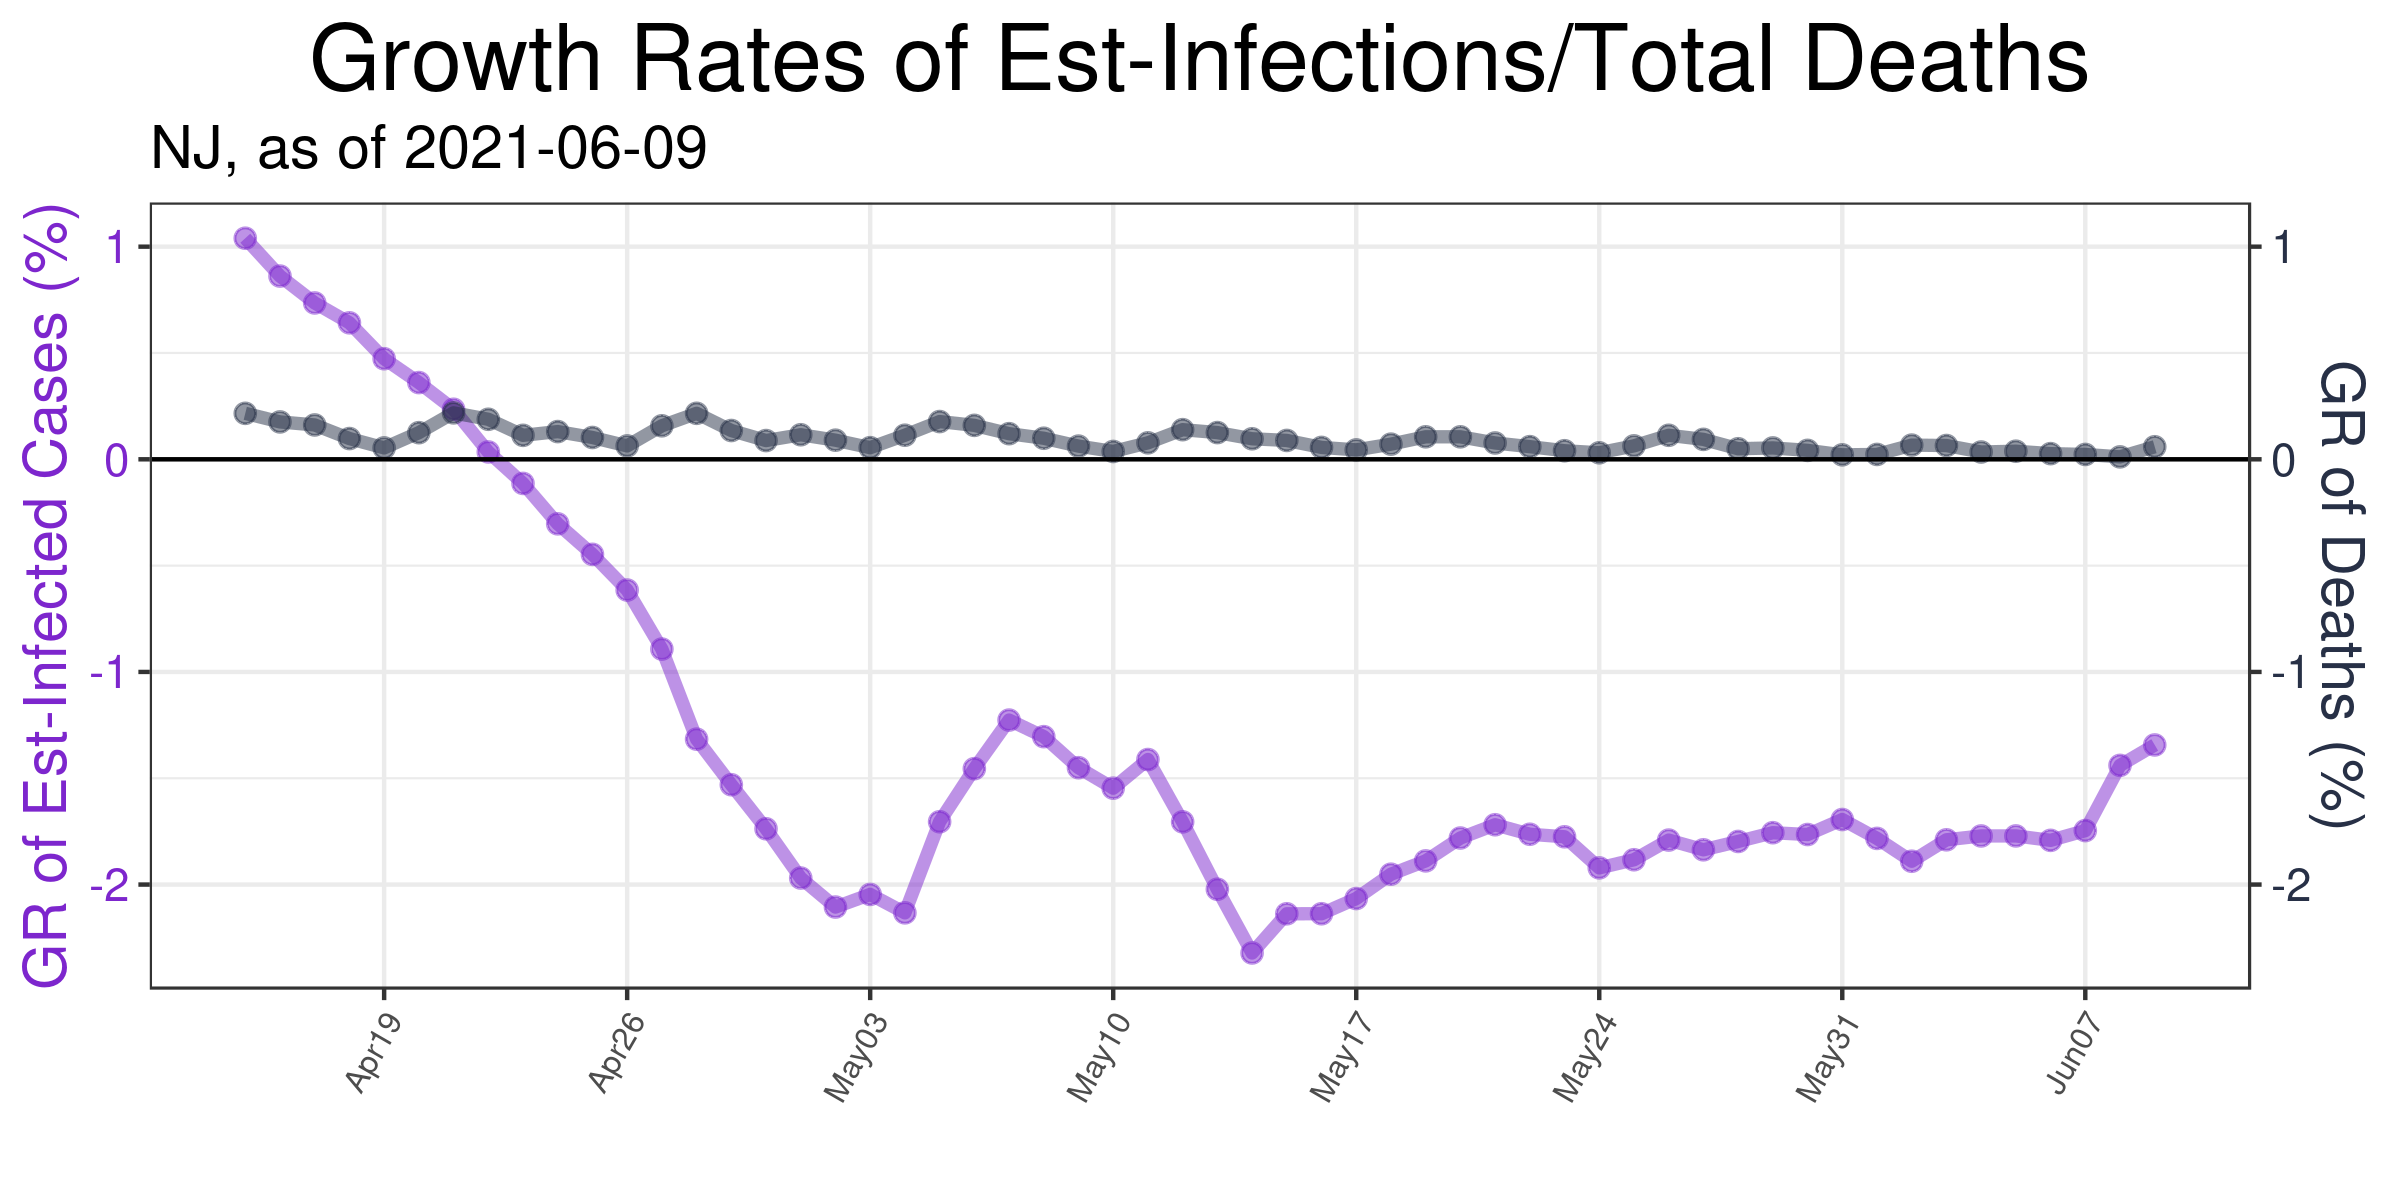 Growth Rates of Est-Infections/Total Deaths
NJ, as of 2021-06-09
GR of Est-Infected Cases (%)
1
0
-1
-2
1
0
-1
-2
GR of Deaths (%)
Apr19
Apr26
May03
May10
May17
May24
May31
Jun07